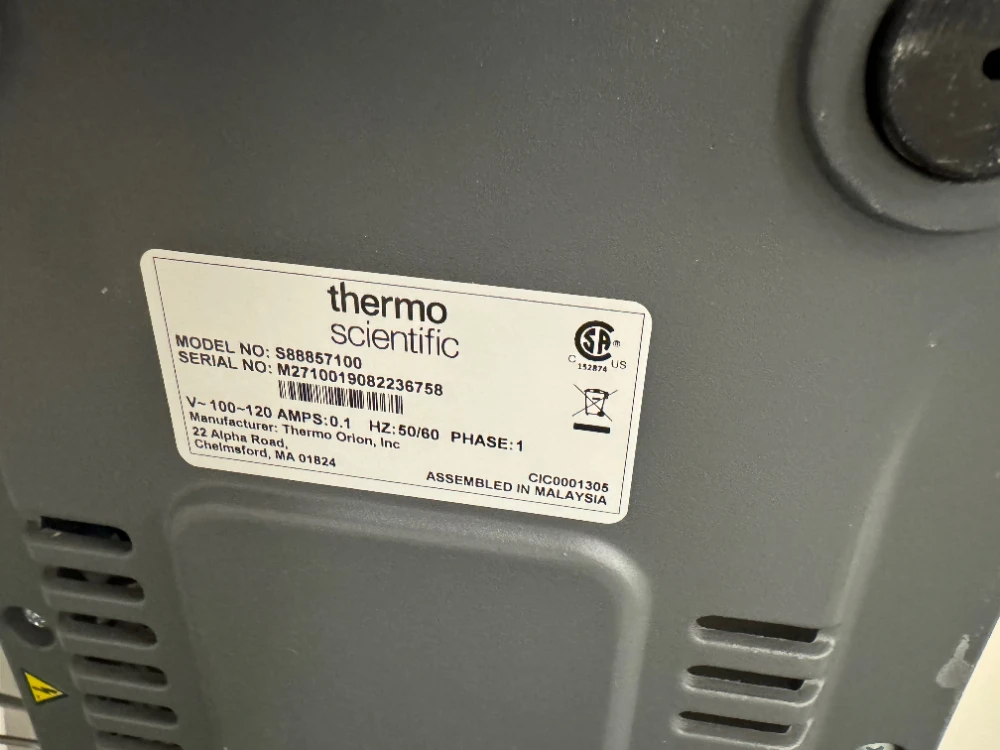 thermo
scientific
MODEL NO: S88857100
SERIAL NO: M2710019082236758
V~ 100~120 AMPS:0.1 HZ:50/60 PHASE:1
Manufacturer: Thermo Orion, Inc
22 Alpha Road,
Chelmsford, MA 01824
SA ®
C US
152874
CIC0001305
ASSEMBLED IN MALAYSIA